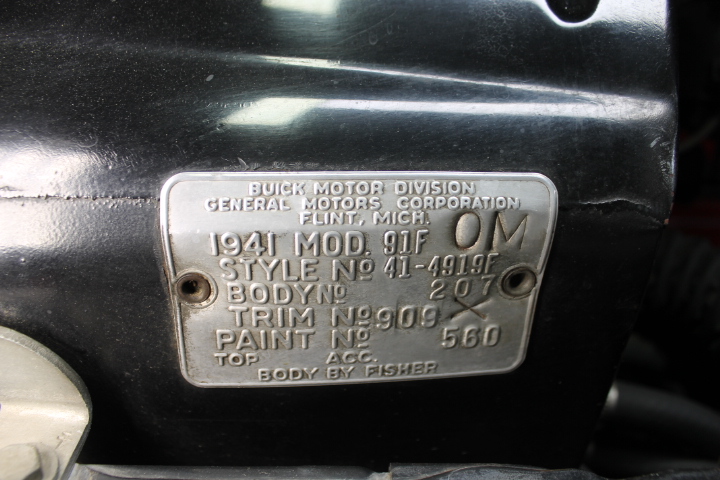 BUICK MOTOR DIVISION
GENERAL MOTORS CORPORATION
FLINT, MICH.
1941 MOD. 91F OM
STYLE No 41-4919F
BODY No 207
TRIM No 909 X
PAINT No 560
TOP ACC.
BODY BY FISHER